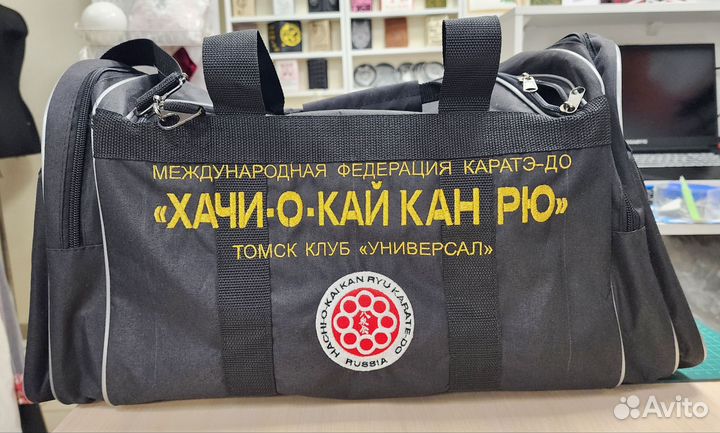 МЕЖДУНАРОДНАЯ ФЕДЕРАЦИЯ КАРАТЭ-ДО
«ХАЧИ-О-КАЙ КАН РЮ»
ТОМСК КЛУБ «УНИВЕРСАЛ»
HACHI-O-KAI KAN RYU KARATE-DO
RUSSIA
Avito